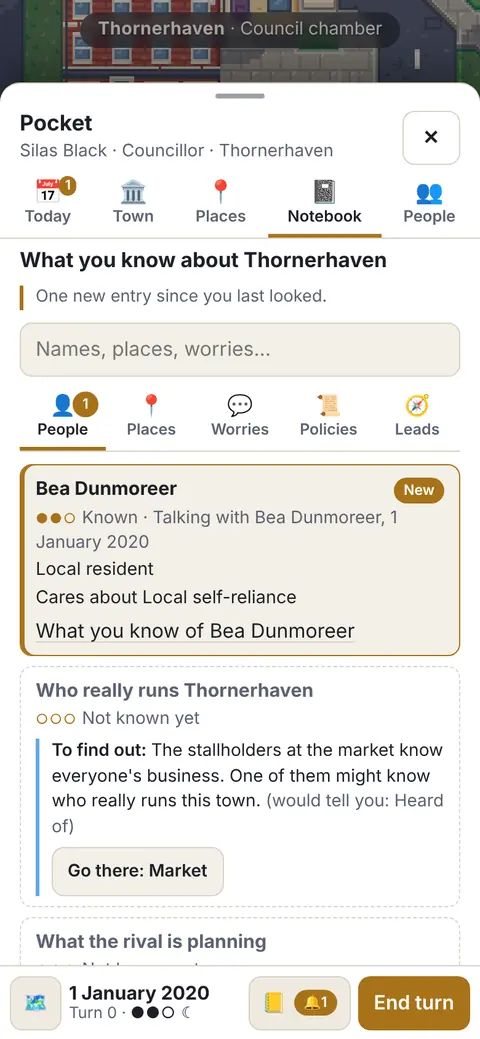 Thornerhaven · Council chamber
Pocket
Silas Black · Councillor · Thornerhaven
July 17 1
Today
Town
Places
Notebook
People
What you know about Thornerhaven
One new entry since you last looked.
Names, places, worries...
1
People
Places
Worries
Policies
Leads
Bea Dunmoreer
New
Known · Talking with Bea Dunmoreer, 1
January 2020
Local resident
Cares about Local self-reliance
What you know of Bea Dunmoreer
Who really runs Thornerhaven
Not known yet
To find out: The stallholders at the market know
everyone's business. One of them might know
who really runs this town. (would tell you: Heard
of)
Go there: Market
What the rival is planning
1 January 2020
Turn 0 ·
1
End turn